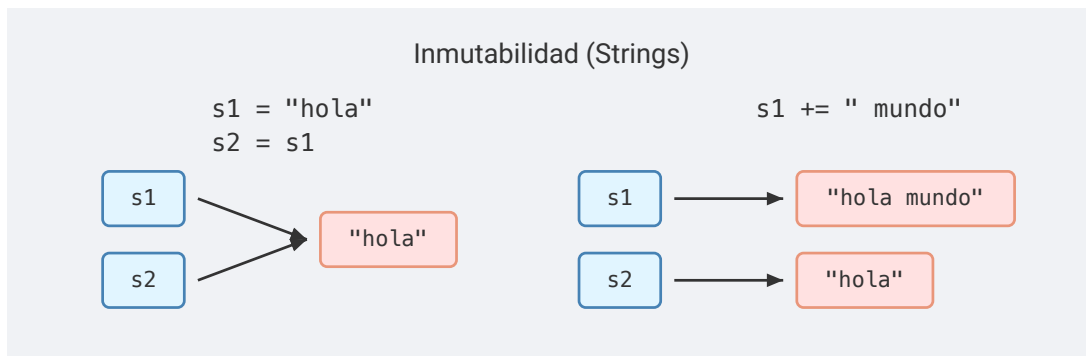 Inmutabilidad (Strings)
s1 = "hola"
s2 = s1
s1
s2
"hola"
s1 += " mundo"
s1
"hola mundo"
s2
"hola"